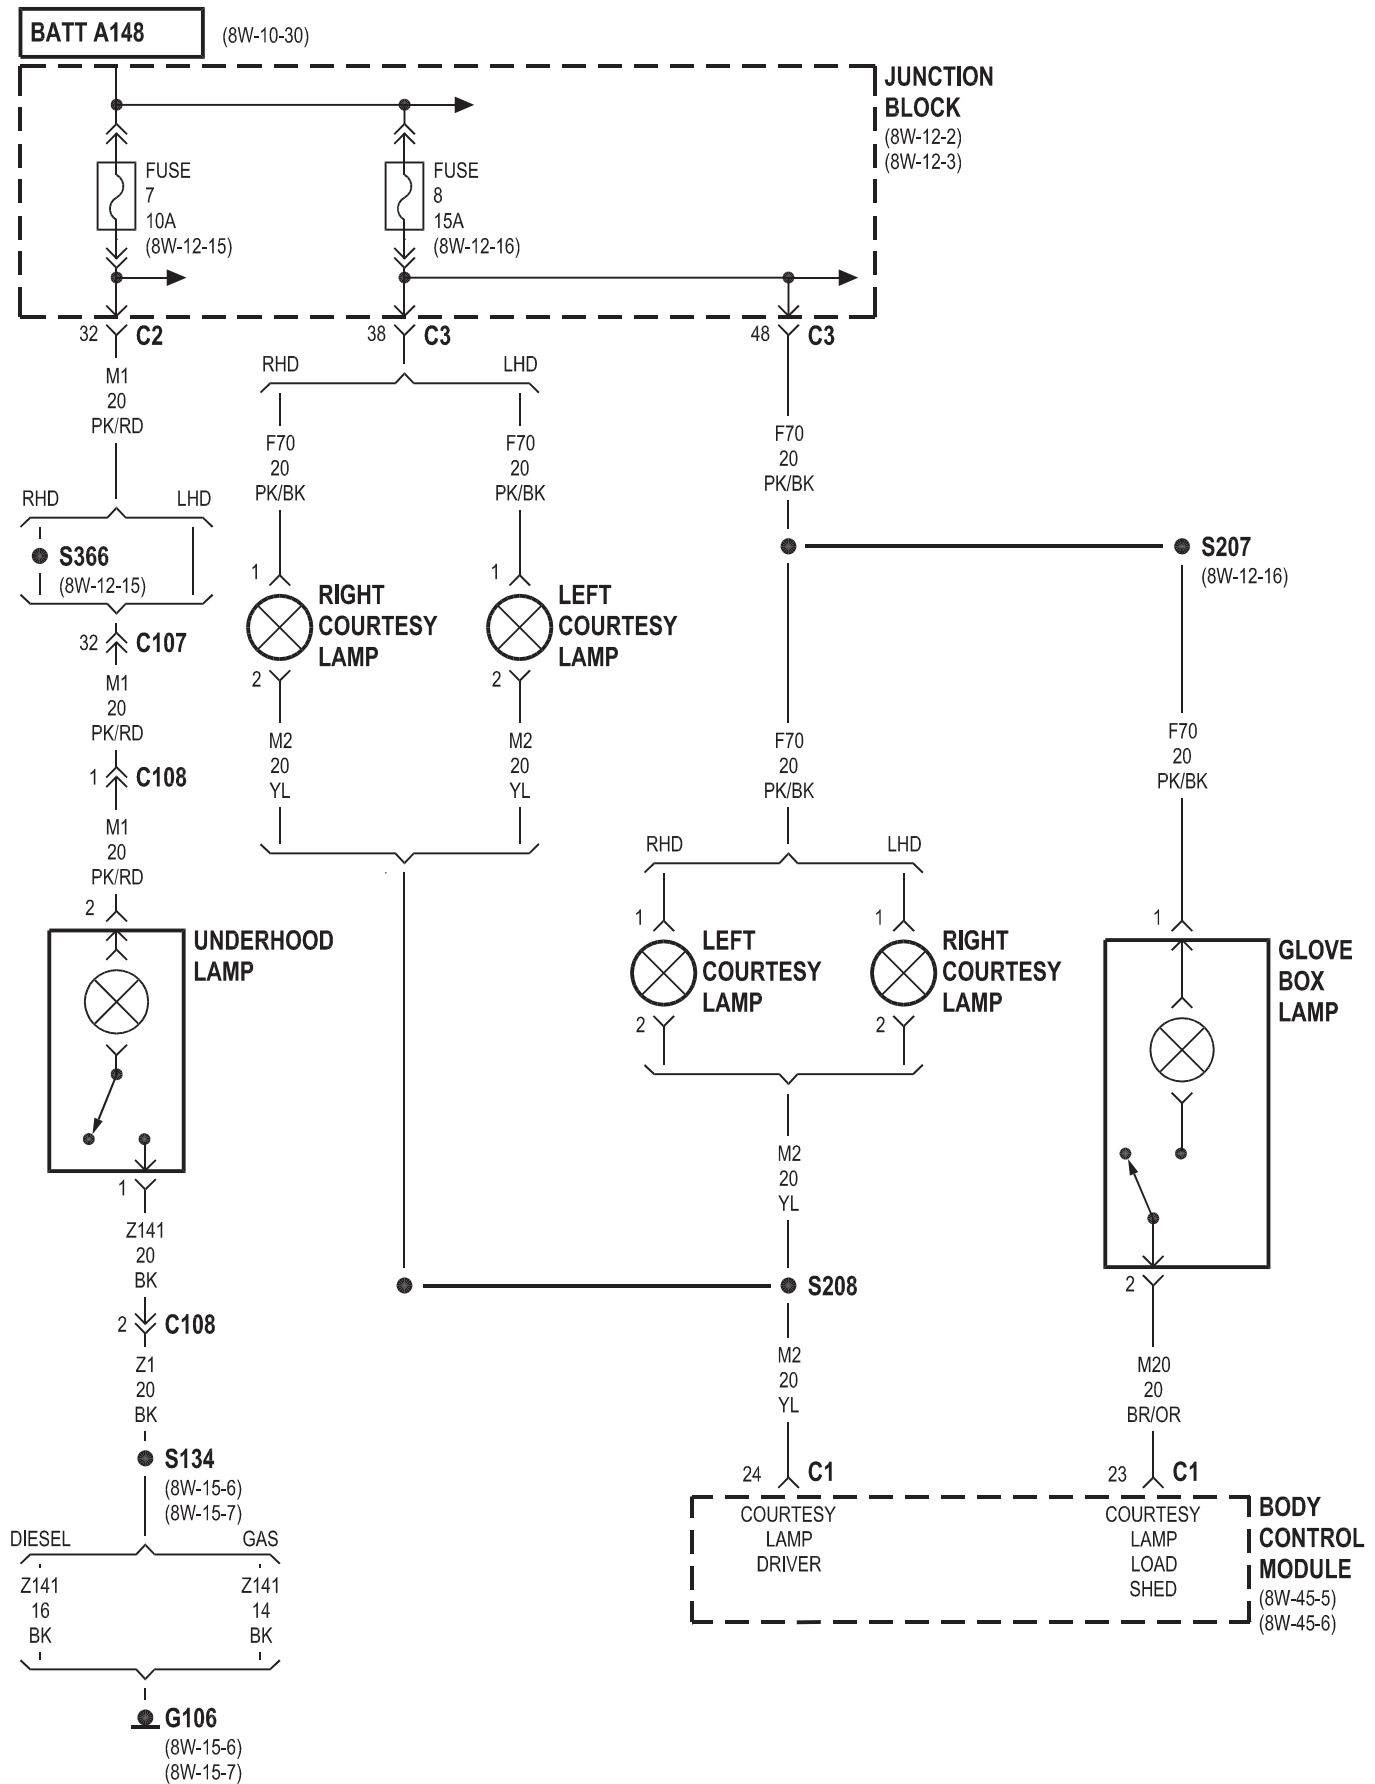 BATT A148
(8W-10-30)
JUNCTION
BLOCK
(8W-12-2)
(8W-12-3)
FUSE
7
10A
(8W-12-15)
FUSE
8
15A
(8W-12-16)
32
C2
38
C3
48
C3
M1
20
PK/RD
RHD
LHD
S366
(8W-12-15)
32
C107
M1
20
PK/RD
1
C108
M1
20
PK/RD
2
UNDERHOOD
LAMP
1
Z141
20
BK
2
C108
Z1
20
BK
S134
(8W-15-6)
(8W-15-7)
DIESEL
GAS
Z141
16
BK
Z141
14
BK
G106
(8W-15-6)
(8W-15-7)
RHD
LHD
F70
20
PK/BK
F70
20
PK/BK
1
RIGHT
COURTESY
LAMP
2
1
LEFT
COURTESY
LAMP
2
M2
20
YL
M2
20
YL
F70
20
PK/BK
S207
(8W-12-16)
F70
20
PK/BK
F70
20
PK/BK
RHD
LHD
1
LEFT
COURTESY
LAMP
2
1
RIGHT
COURTESY
LAMP
2
1
GLOVE
BOX
LAMP
2
M2
20
YL
S208
M2
20
YL
M20
20
BR/OR
24
C1
23
C1
COURTESY
LAMP
DRIVER
COURTESY
LAMP
LOAD
SHED
BODY
CONTROL
MODULE
(8W-45-5)
(8W-45-6)